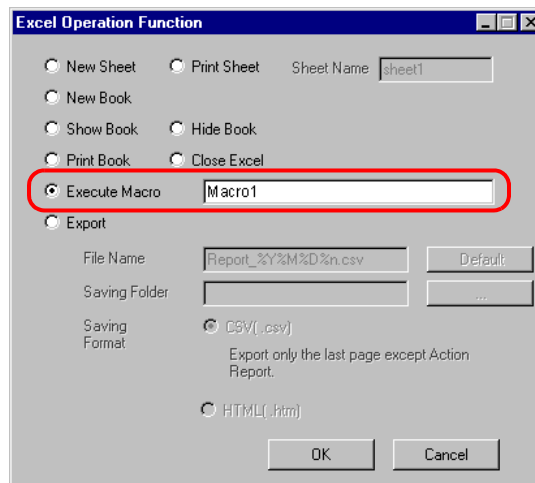 Excel Operation Function
New Sheet Print Sheet Sheet Name sheet1
New Book
Show Book Hide Book
Print Book Close Excel
Execute Macro Macro1
Export
File Name Report_%Y%M%D%n.csv Default
Saving Folder ...
Saving Format CSV( .csv)
Export only the last page except Action
Report.
HTML( .htm)
OK Cancel